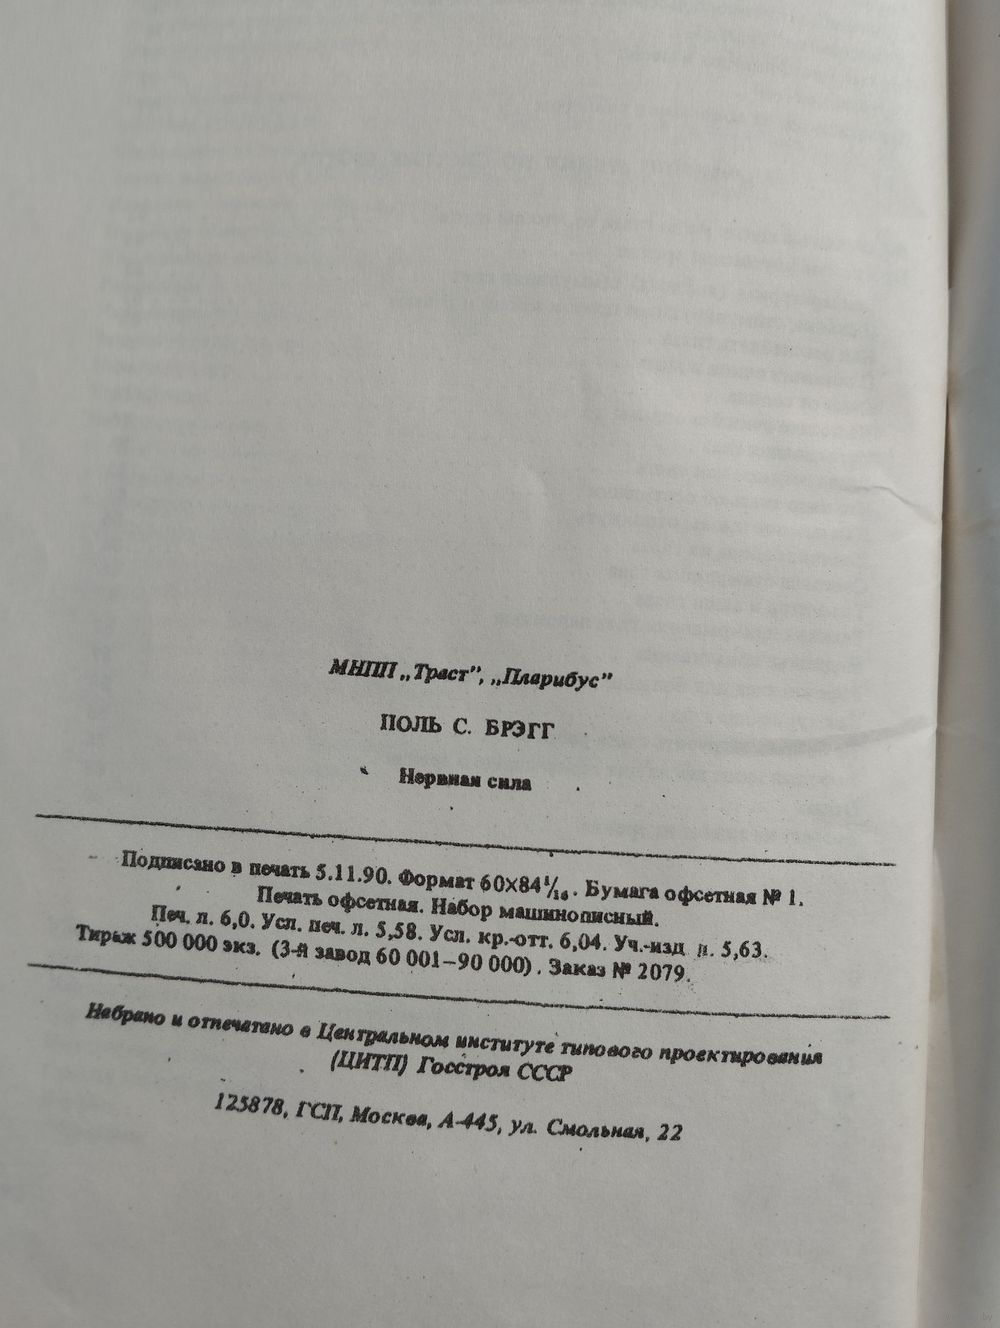 МНПП „Траст”, „Пларибус”
ПОЛЬ С. БРЭГГ
Нервная сила
Подписано в печать 5.11.90. Формат 60×84 1/16. Бумага офсетная № 1.
Печать офсетная. Набор машинописный.
Печ. л. 6,0. Усл. печ. л. 5,58. Усл. кр.-отт. 6,04. Уч.-изд л. 5,63.
Тираж 500 000 экз. (3-й завод 60 001–90 000). Заказ № 2079.
Набрано и отпечатано в Центральном институте типового проектирования
(ЦИТП) Госстроя СССР
125878, ГСП, Москва, А-445, ул. Смольная, 22